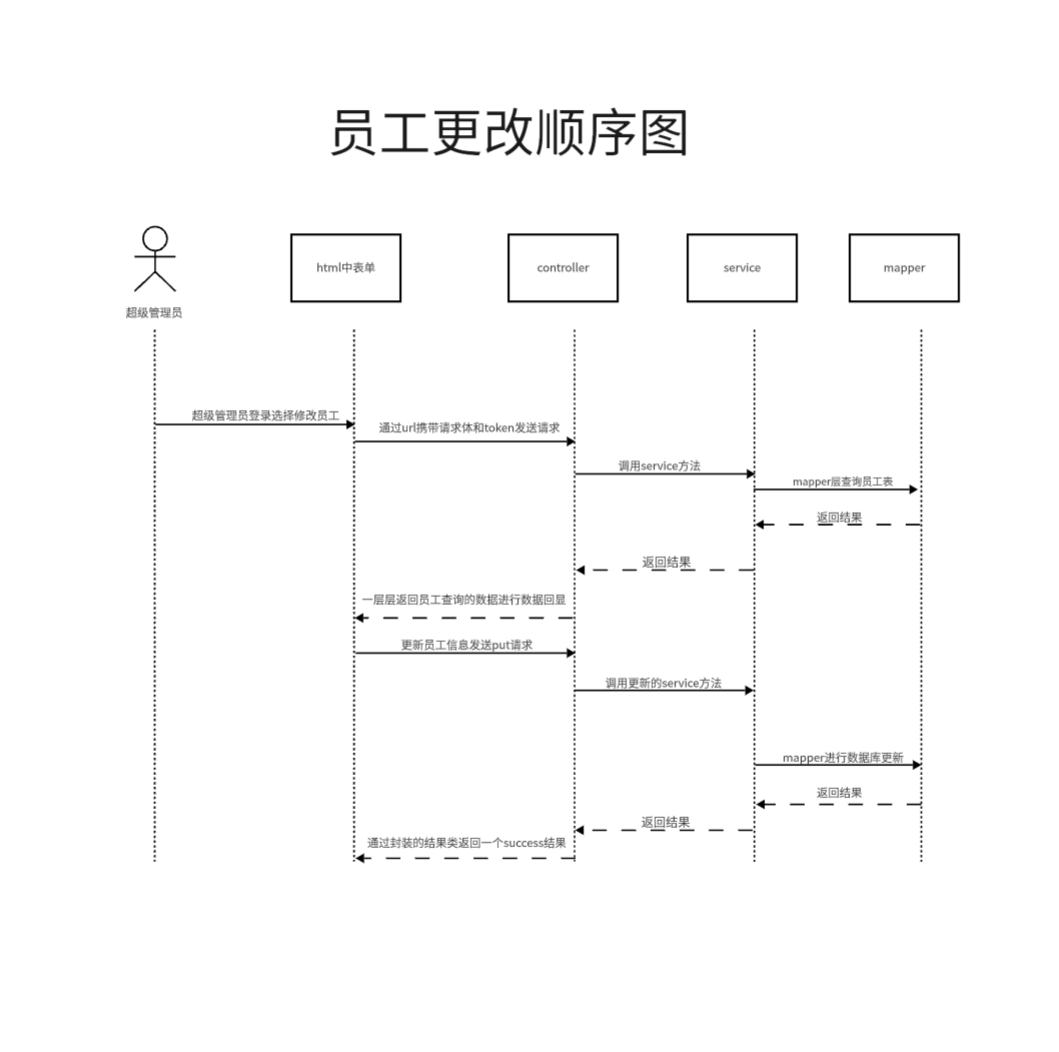 员工更改顺序图
超级管理员
html中表单
controller
service
mapper
超级管理员登录选择修改员工
通过url携带请求体和token发送请求
调用service方法
mapper层查询员工表
返回结果
返回结果
一层层返回员工查询的数据进行数据回显
更新员工信息发送put请求
调用更新的service方法
mapper进行数据库更新
返回结果
返回结果
通过封装的结果类返回一个success结果